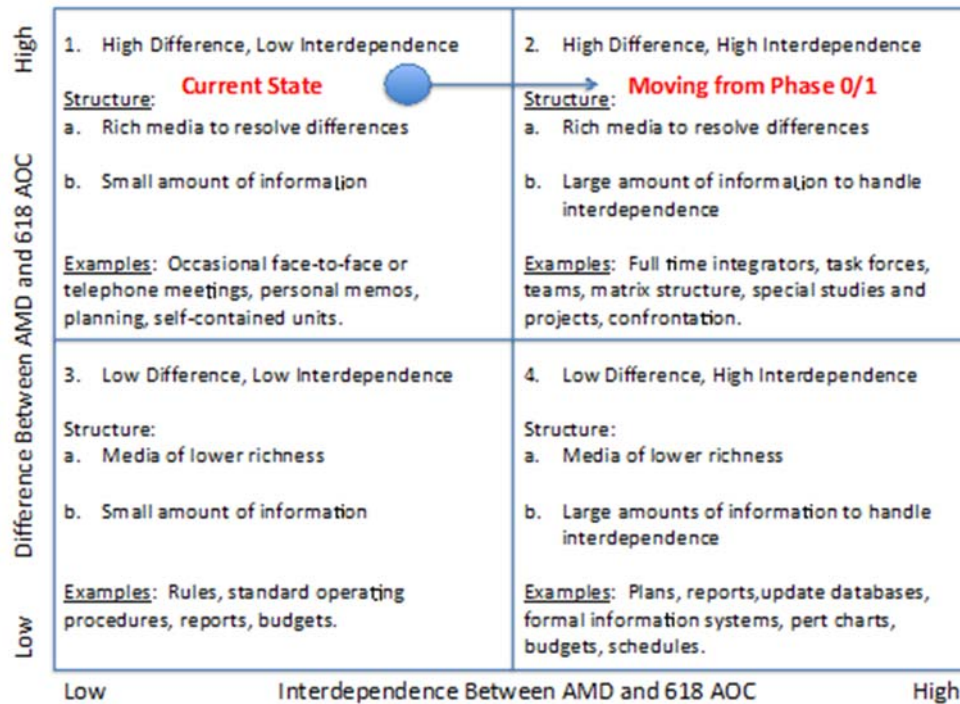 High
Difference Between AMD and 618 AOC
Low
1. High Difference, Low Interdependence
Current State
Structure:
a. Rich media to resolve differences
b. Small amount of information
Examples: Occasional face-to-face or
telephone meetings, personal memos,
planning, self-contained units.
2. High Difference, High Interdependence
Moving from Phase 0/1
Structure:
a. Rich media to resolve differences
b. Large amount of information to handle
interdependence
Examples: Full time integrators, task forces,
teams, matrix structure, special studies and
projects, confrontation.
3. Low Difference, Low Interdependence
Structure:
a. Media of lower richness
b. Small amount of information
Examples: Rules, standard operating
procedures, reports, budgets.
4. Low Difference, High Interdependence
Structure:
a. Media of lower richness
b. Large amounts of information to handle
interdependence
Examples: Plans, reports,update databases,
formal information systems, pert charts,
budgets, schedules.
Low
Interdependence Between AMD and 618 AOC
High